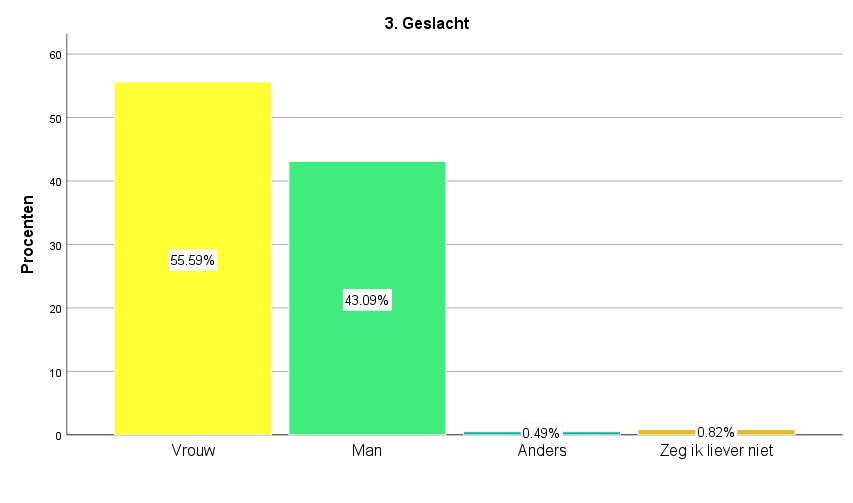 3. Geslacht
Procenten
60
50
40
30
20
10
0
55.59%
43.09%
0.49%
0.82%
Vrouw
Man
Anders
Zeg ik liever niet